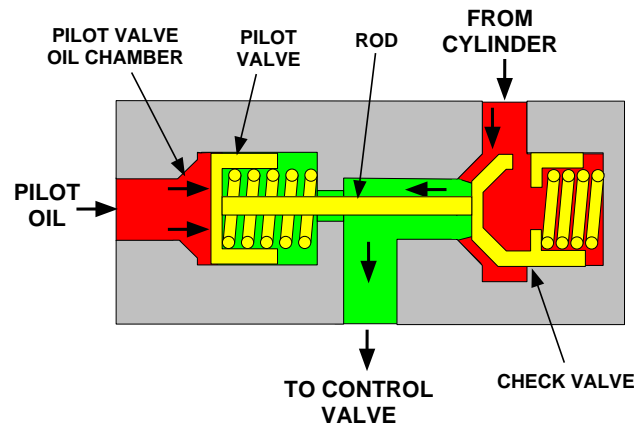 PILOT VALVE
OIL CHAMBER
PILOT
VALVE
ROD
FROM
CYLINDER
PILOT
OIL
TO CONTROL
VALVE
CHECK VALVE